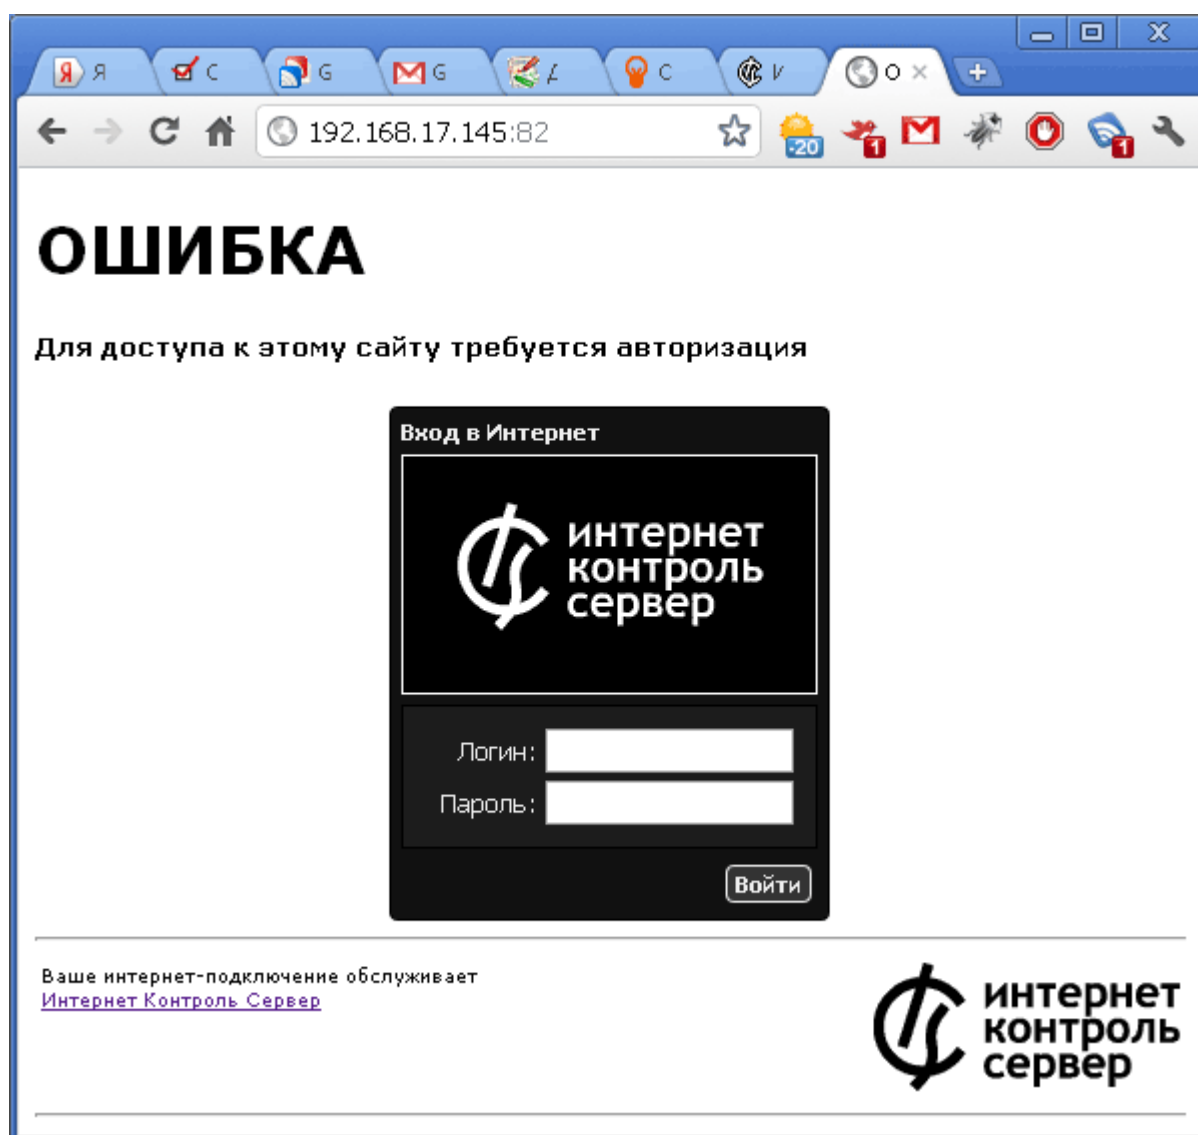 Я
С
G
G
С
О
192.168.17.145:82
-20
1
1
ОШИБКА
Для доступа к этому сайту требуется авторизация
Вход в Интернет
интернет
контроль
сервер
Логин:
Пароль:
Войти
Ваше интернет-подключение обслуживает
Интернет Контроль Сервер
интернет
контроль
сервер